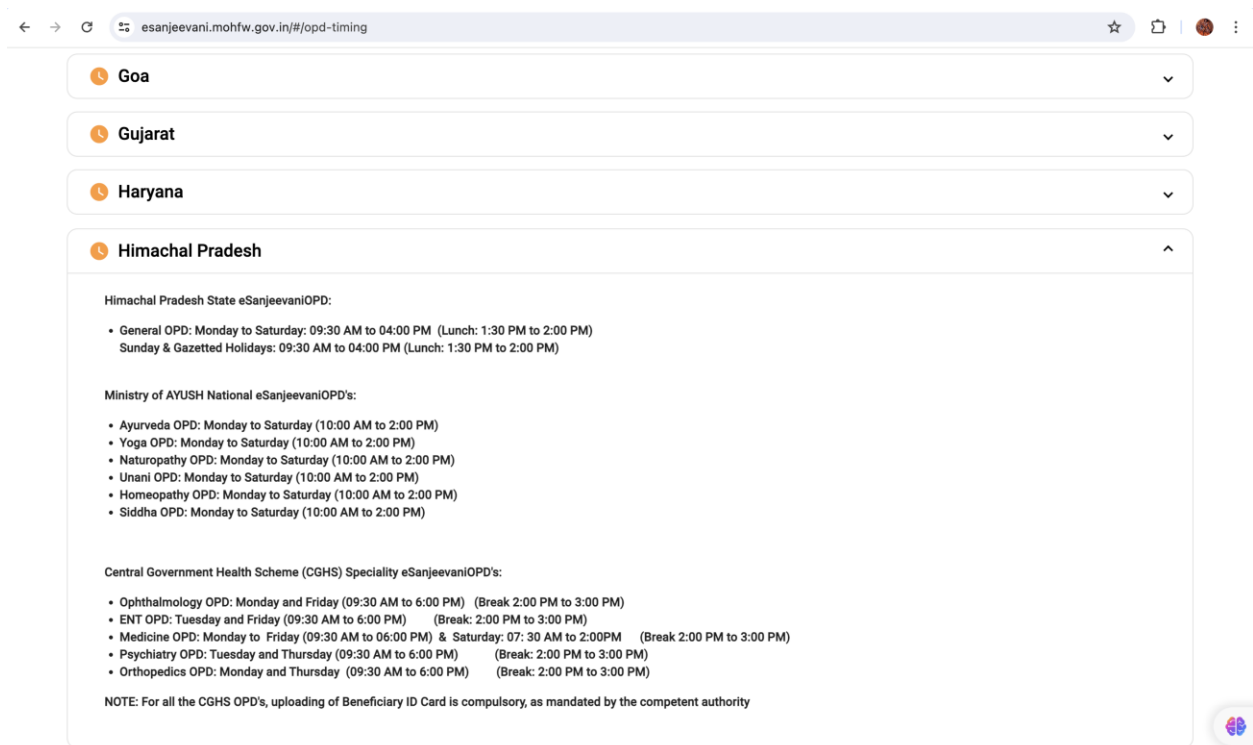 esanjeevani.mohfw.gov.in/#/opd-timing
Goa
Gujarat
Haryana
Himachal Pradesh
Himachal Pradesh State eSanjeevaniOPD:
• General OPD: Monday to Saturday: 09:30 AM to 04:00 PM (Lunch: 1:30 PM to 2:00 PM)
Sunday & Gazetted Holidays: 09:30 AM to 04:00 PM (Lunch: 1:30 PM to 2:00 PM)
Ministry of AYUSH National eSanjeevaniOPD's:
• Ayurveda OPD: Monday to Saturday (10:00 AM to 2:00 PM)
• Yoga OPD: Monday to Saturday (10:00 AM to 2:00 PM)
• Naturopathy OPD: Monday to Saturday (10:00 AM to 2:00 PM)
• Unani OPD: Monday to Saturday (10:00 AM to 2:00 PM)
• Homeopathy OPD: Monday to Saturday (10:00 AM to 2:00 PM)
• Siddha OPD: Monday to Saturday (10:00 AM to 2:00 PM)
Central Government Health Scheme (CGHS) Speciality eSanjeevaniOPD's:
• Ophthalmology OPD: Monday and Friday (09:30 AM to 6:00 PM) (Break 2:00 PM to 3:00 PM)
• ENT OPD: Tuesday and Friday (09:30 AM to 6:00 PM) (Break: 2:00 PM to 3:00 PM)
• Medicine OPD: Monday to Friday (09:30 AM to 06:00 PM) & Saturday: 07: 30 AM to 2:00PM (Break 2:00 PM to 3:00 PM)
• Psychiatry OPD: Tuesday and Thursday (09:30 AM to 6:00 PM) (Break: 2:00 PM to 3:00 PM)
• Orthopedics OPD: Monday and Thursday (09:30 AM to 6:00 PM) (Break: 2:00 PM to 3:00 PM)
NOTE: For all the CGHS OPD's, uploading of Beneficiary ID Card is compulsory, as mandated by the competent authority